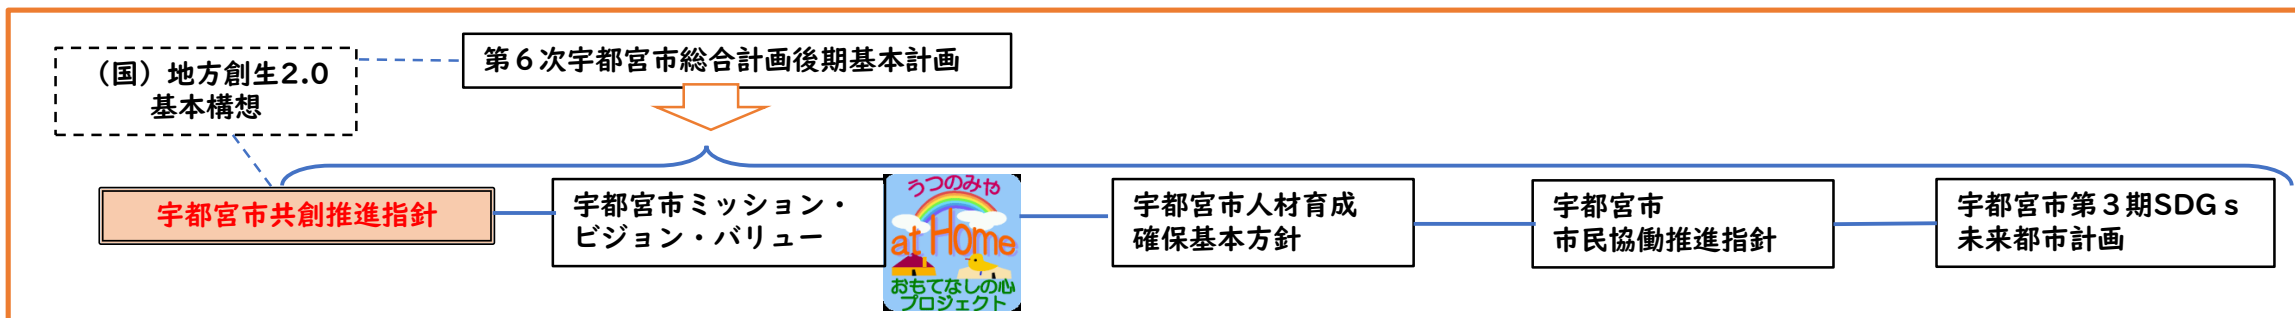 第６次宇都宮市総合計画後期基本計画
（国）地方創生2.0
基本構想
宇都宮市共創推進指針
宇都宮市ミッション・
ビジョン・バリュー
うつのみや
at Home
おもてなしの心
プロジェクト
宇都宮市人材育成
確保基本方針
宇都宮市
市民協働推進指針
宇都宮市第３期SDGｓ
未来都市計画